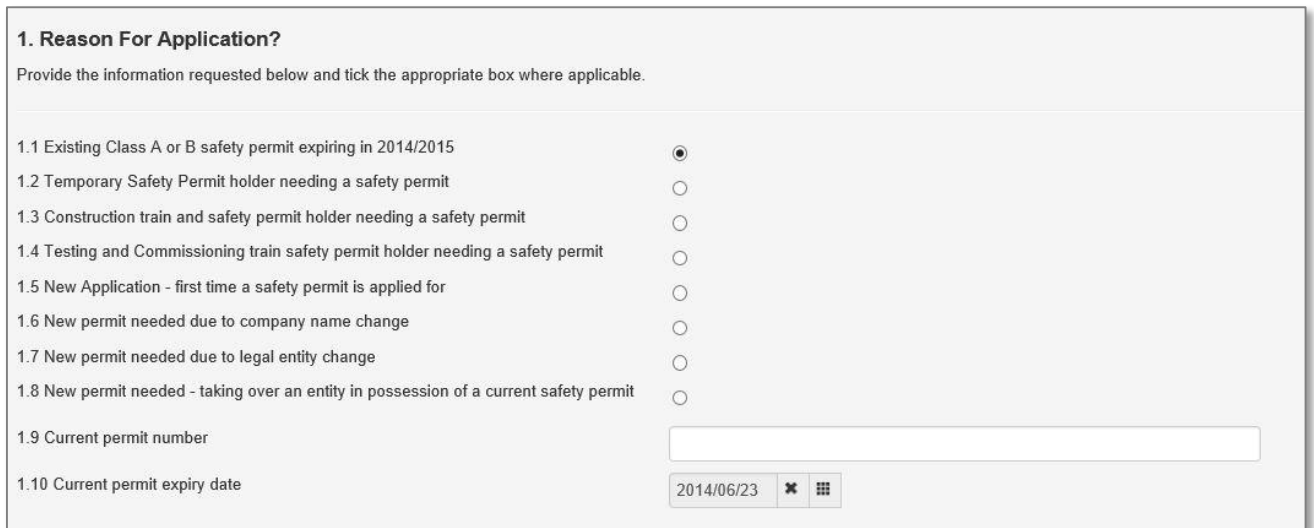 1. Reason For Application?
Provide the information requested below and tick the appropriate box where applicable.
1.1 Existing Class A or B safety permit expiring in 2014/2015
1.2 Temporary Safety Permit holder needing a safety permit
1.3 Construction train and safety permit holder needing a safety permit
1.4 Testing and Commissioning train safety permit holder needing a safety permit
1.5 New Application - first time a safety permit is applied for
1.6 New permit needed due to company name change
1.7 New permit needed due to legal entity change
1.8 New permit needed - taking over an entity in possession of a current safety permit
1.9 Current permit number
1.10 Current permit expiry date 2014/06/23